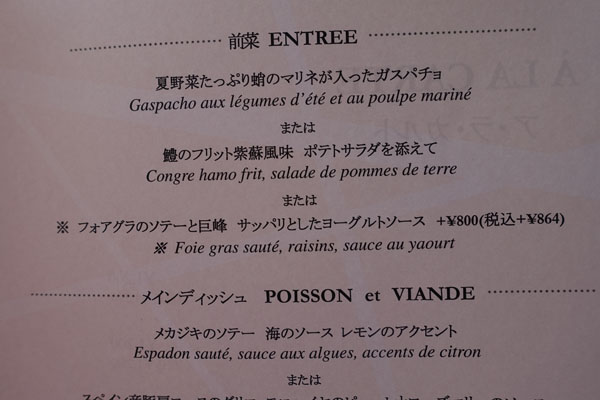 前菜 ENTREE
夏野菜たっぷり蛸のマリネが入ったガスパチョ
Gaspacho aux légumes d'été et au poulpe mariné
または
鱧のフリット紫蘇風味 ポテトサラダを添えて
Congre hamo frit, salade de pommes de terre
または
※ フォアグラのソテーと巨峰 サッパリとしたヨーグルトソース +¥800(税込+¥864)
※ Foie gras sauté, raisins, sauce au yaourt
メインディッシュ POISSON et VIANDE
メカジキのソテー 海のソース レモンのアクセント
Espadon sauté, sauce aux algues, accents de citron
または